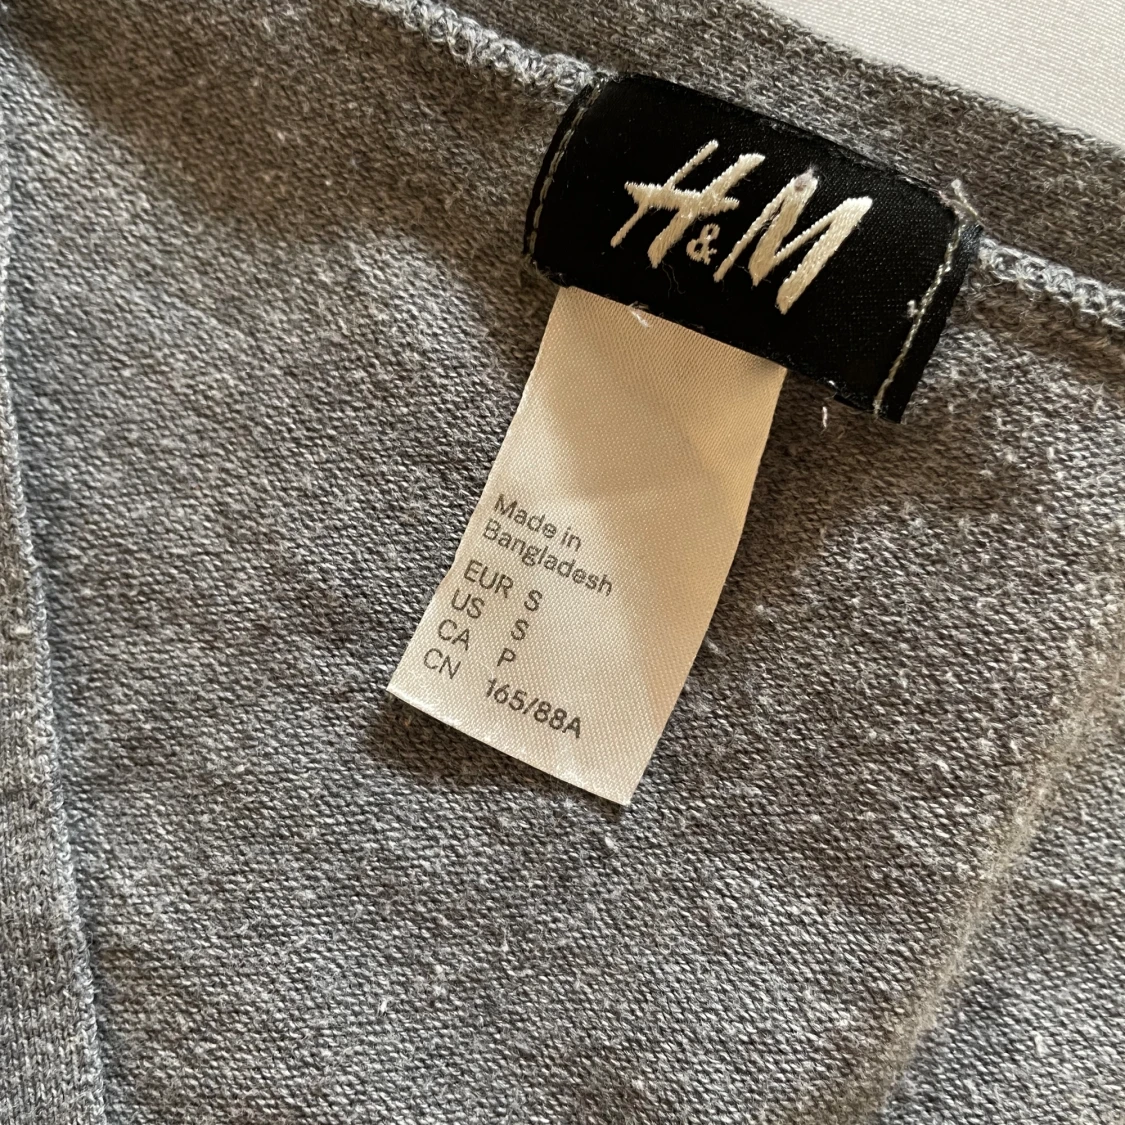 H&M
Made in
Bangladesh
EUR S
US S
CA P
CN 165/88A